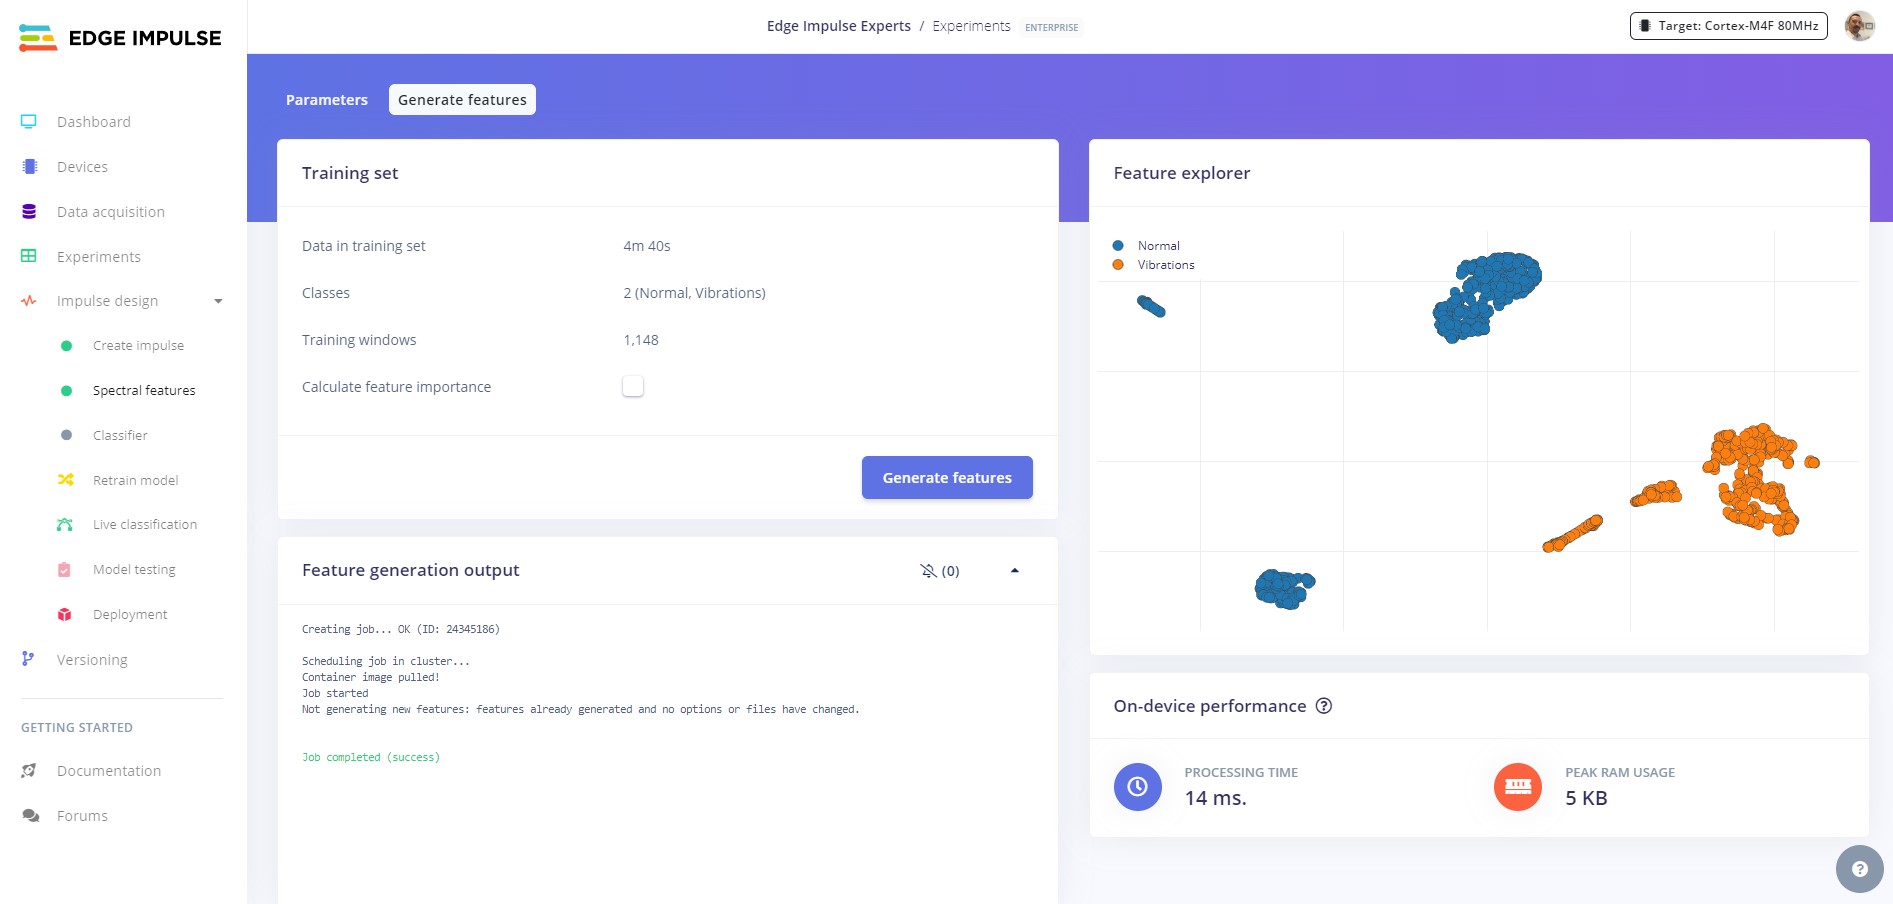 EDGE IMPULSE
Edge Impulse Experts / Experiments ENTERPRISE
Target: Cortex-M4F 80MHz
Dashboard
Devices
Data acquisition
Experiments
Impulse design
Create impulse
Spectral features
Classifier
Retrain model
Live classification
Model testing
Deployment
Versioning
GETTING STARTED
Documentation
Forums
Parameters
Generate features
Training set
Data in training set 4m 40s
Classes 2 (Normal, Vibrations)
Training windows 1,148
Calculate feature importance
Generate features
Feature generation output (0)
Creating job... OK (ID: 24345186)
Scheduling job in cluster...
Container image pulled!
Job started
Not generating new features: features already generated and no options or files have changed.
Job completed (success)
Feature explorer
Normal
Vibrations
On-device performance ?
PROCESSING TIME
14 ms.
PEAK RAM USAGE
5 KB
?